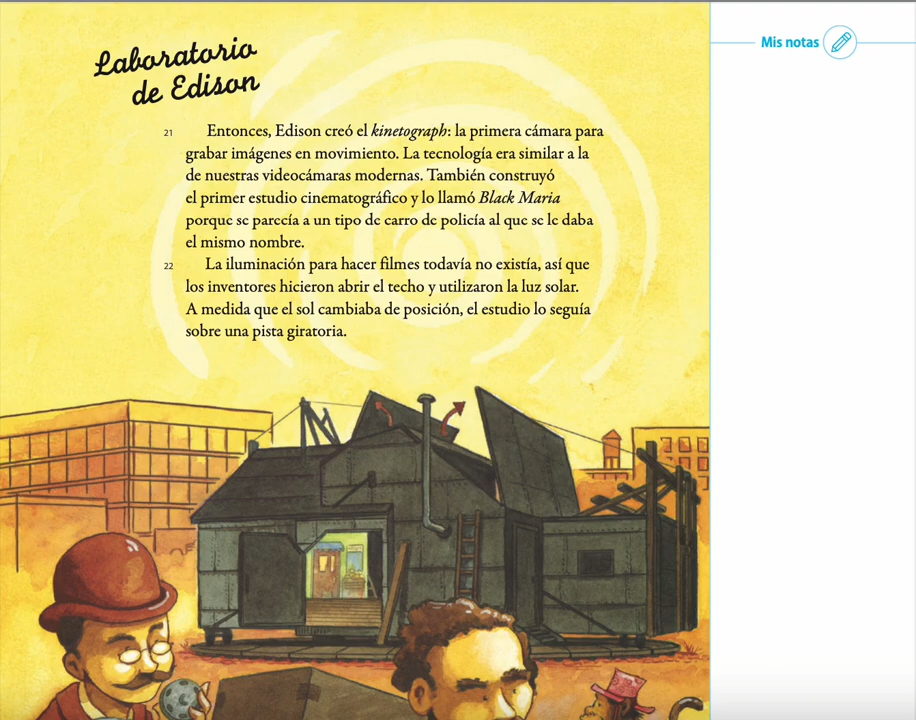 Laboratorio
de Edison
Mis notas
21 Entonces, Edison creó el kinetograph: la primera cámara para
grabar imágenes en movimiento. La tecnología era similar a la
de nuestras videocámaras modernas. También construyó
el primer estudio cinematográfico y lo llamó Black Maria
porque se parecía a un tipo de carro de policía al que se le daba
el mismo nombre.
22 La iluminación para hacer filmes todavía no existía, así que
los inventores hicieron abrir el techo y utilizaron la luz solar.
A medida que el sol cambiaba de posición, el estudio lo seguía
sobre una pista giratoria.